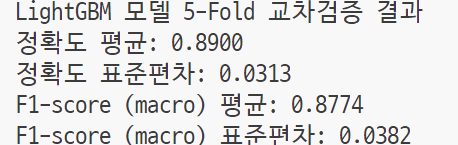 LightGBM 모델 5-Fold 교차검증 결과
정확도 평균: 0.8900
정확도 표준편차: 0.0313
F1-score (macro) 평균: 0.8774
F1-score (macro) 표준편차: 0.0382